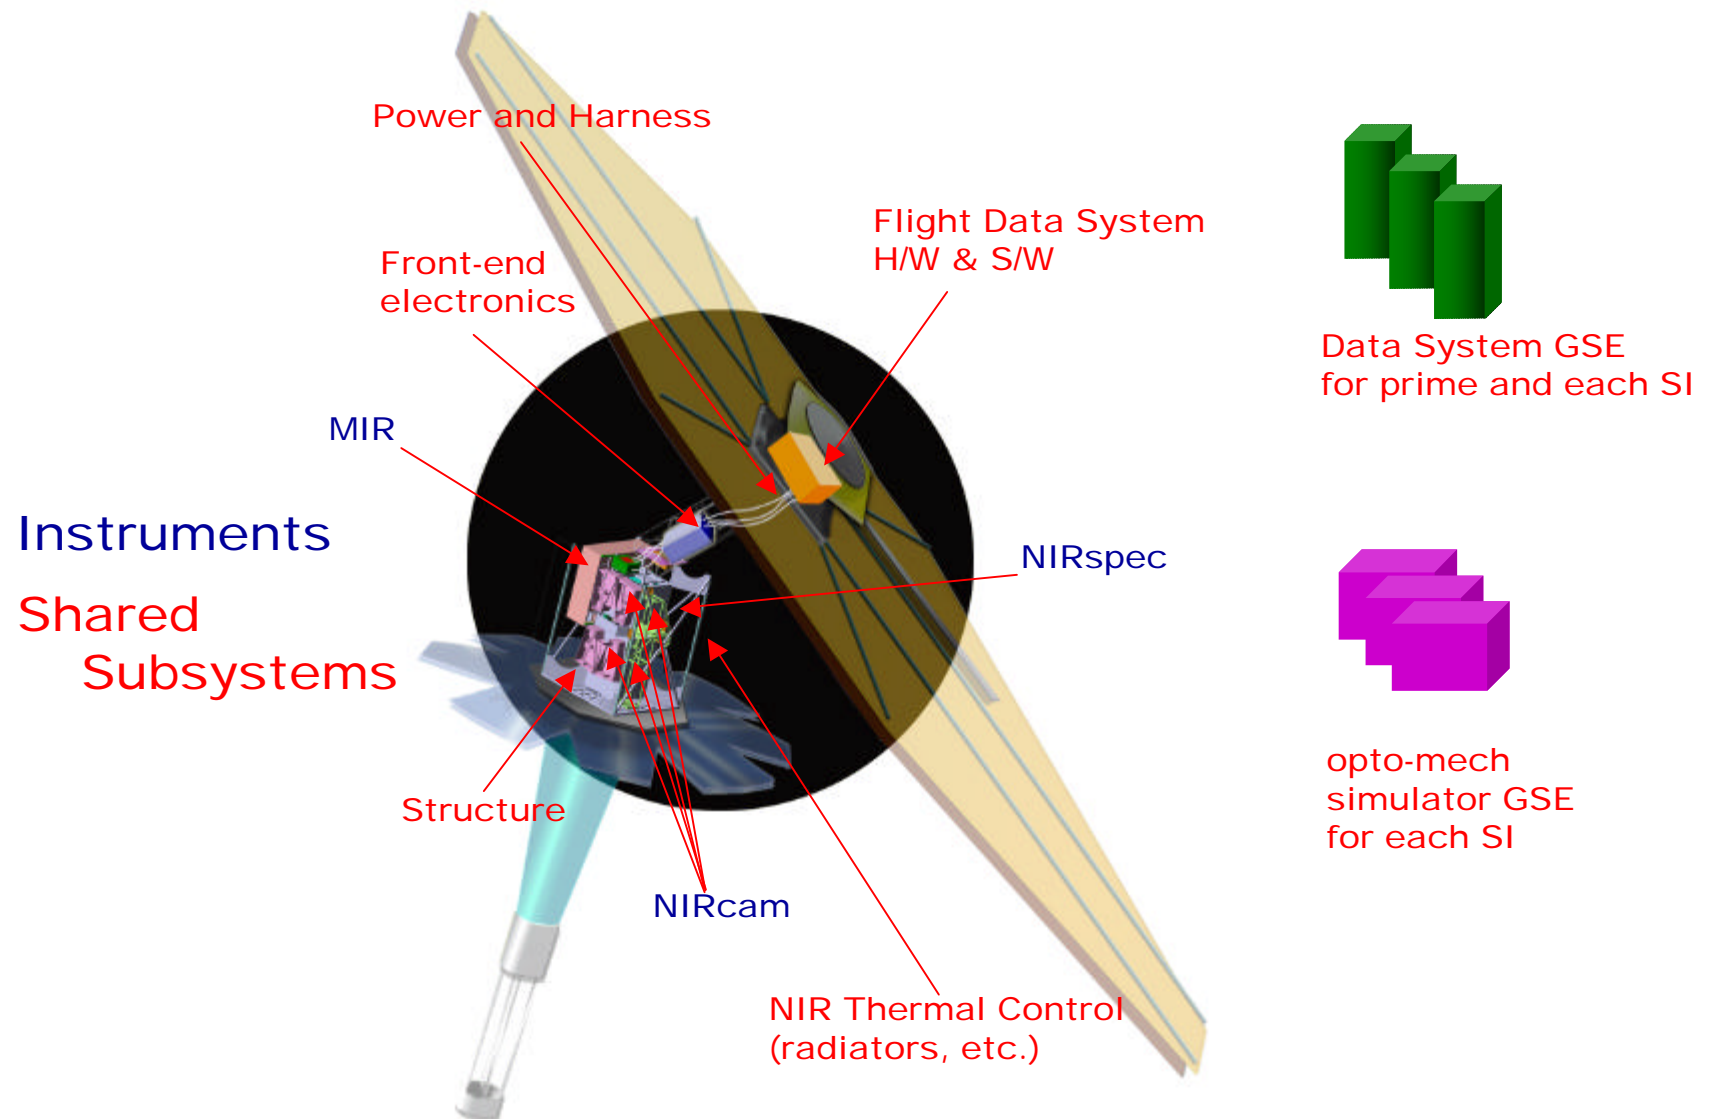 Power and Harness
Flight Data System
H/W & S/W
Front-end
electronics
Data System GSE
for prime and each SI
MIR
Instruments
NIRspec
Shared
Subsystems
opto-mech
simulator GSE
for each SI
Structure
NIRcam
NIR Thermal Control
(radiators, etc.)